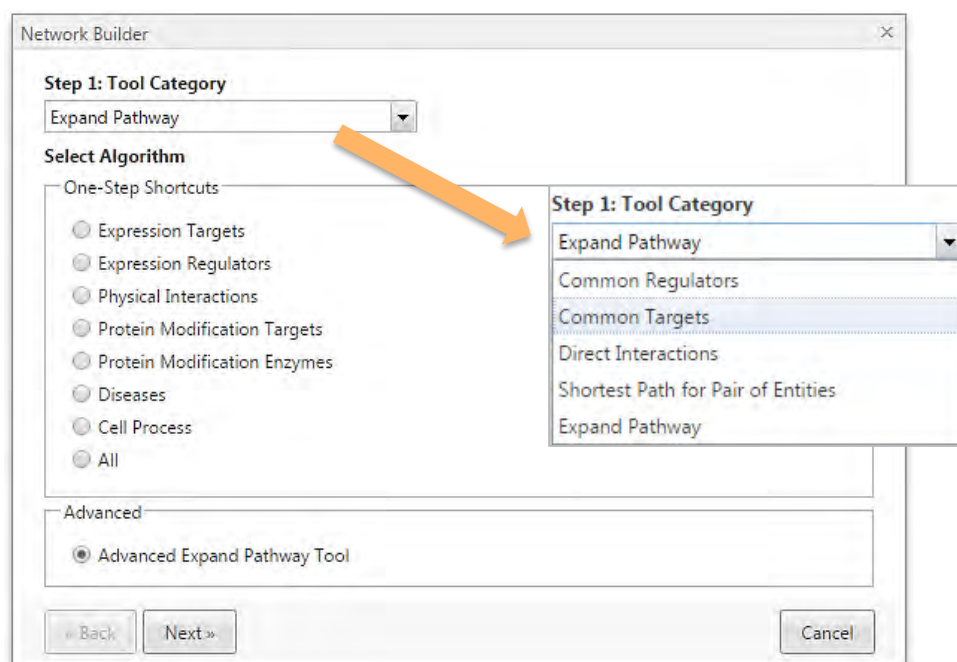 Network Builder
Step 1: Tool Category
Expand Pathway
Select Algorithm
One-Step Shortcuts
Expression Targets
Expression Regulators
Physical Interactions
Protein Modification Targets
Protein Modification Enzymes
Diseases
Cell Process
All
Step 1: Tool Category
Expand Pathway
Common Regulators
Common Targets
Direct Interactions
Shortest Path for Pair of Entities
Expand Pathway
Advanced
Advanced Expand Pathway Tool
« Back Next » Cancel